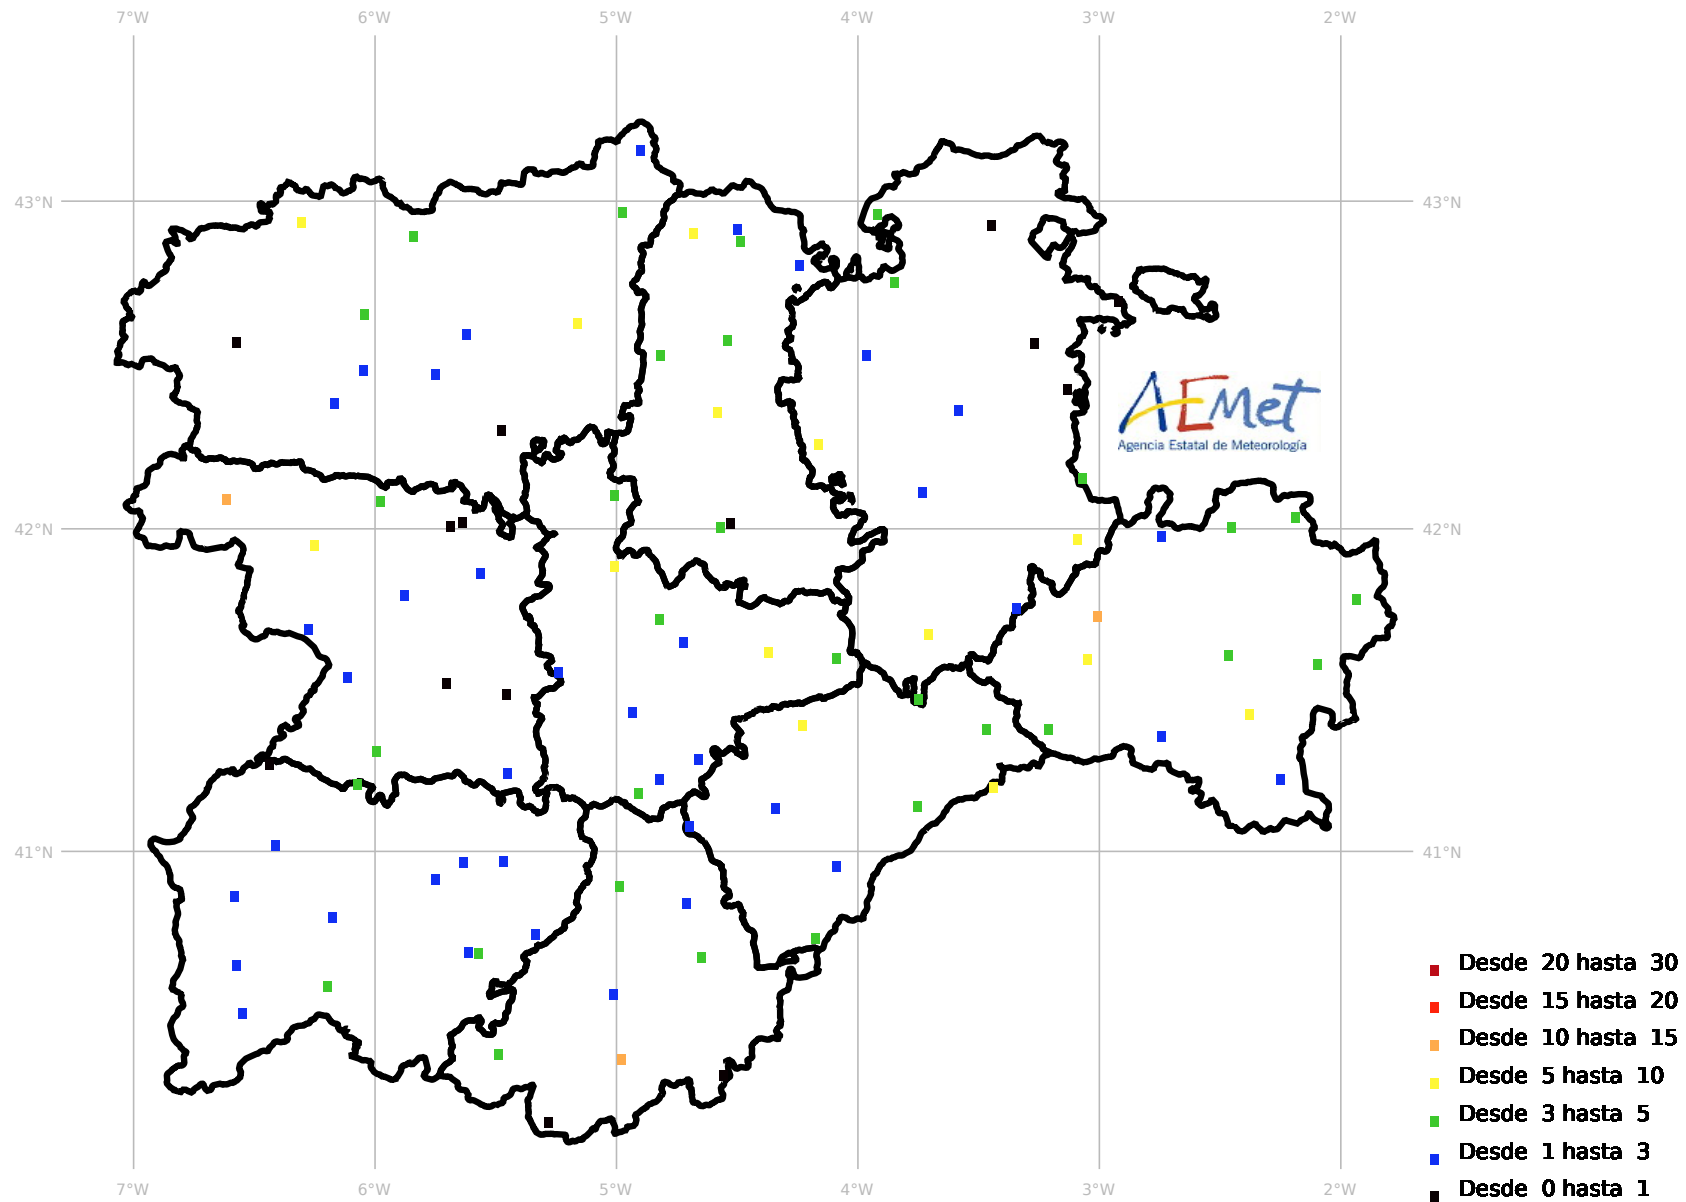 7°W 6°W 5°W 4°W 3°W 2°W
43°N 43°N
AEMet
Agencia Estatal de Meteorología
42°N 42°N
41°N 41°N
Desde 20 hasta 30
Desde 15 hasta 20
Desde 10 hasta 15
Desde 5 hasta 10
Desde 3 hasta 5
Desde 1 hasta 3
Desde 0 hasta 1
7°W 6°W 5°W 4°W 3°W 2°W